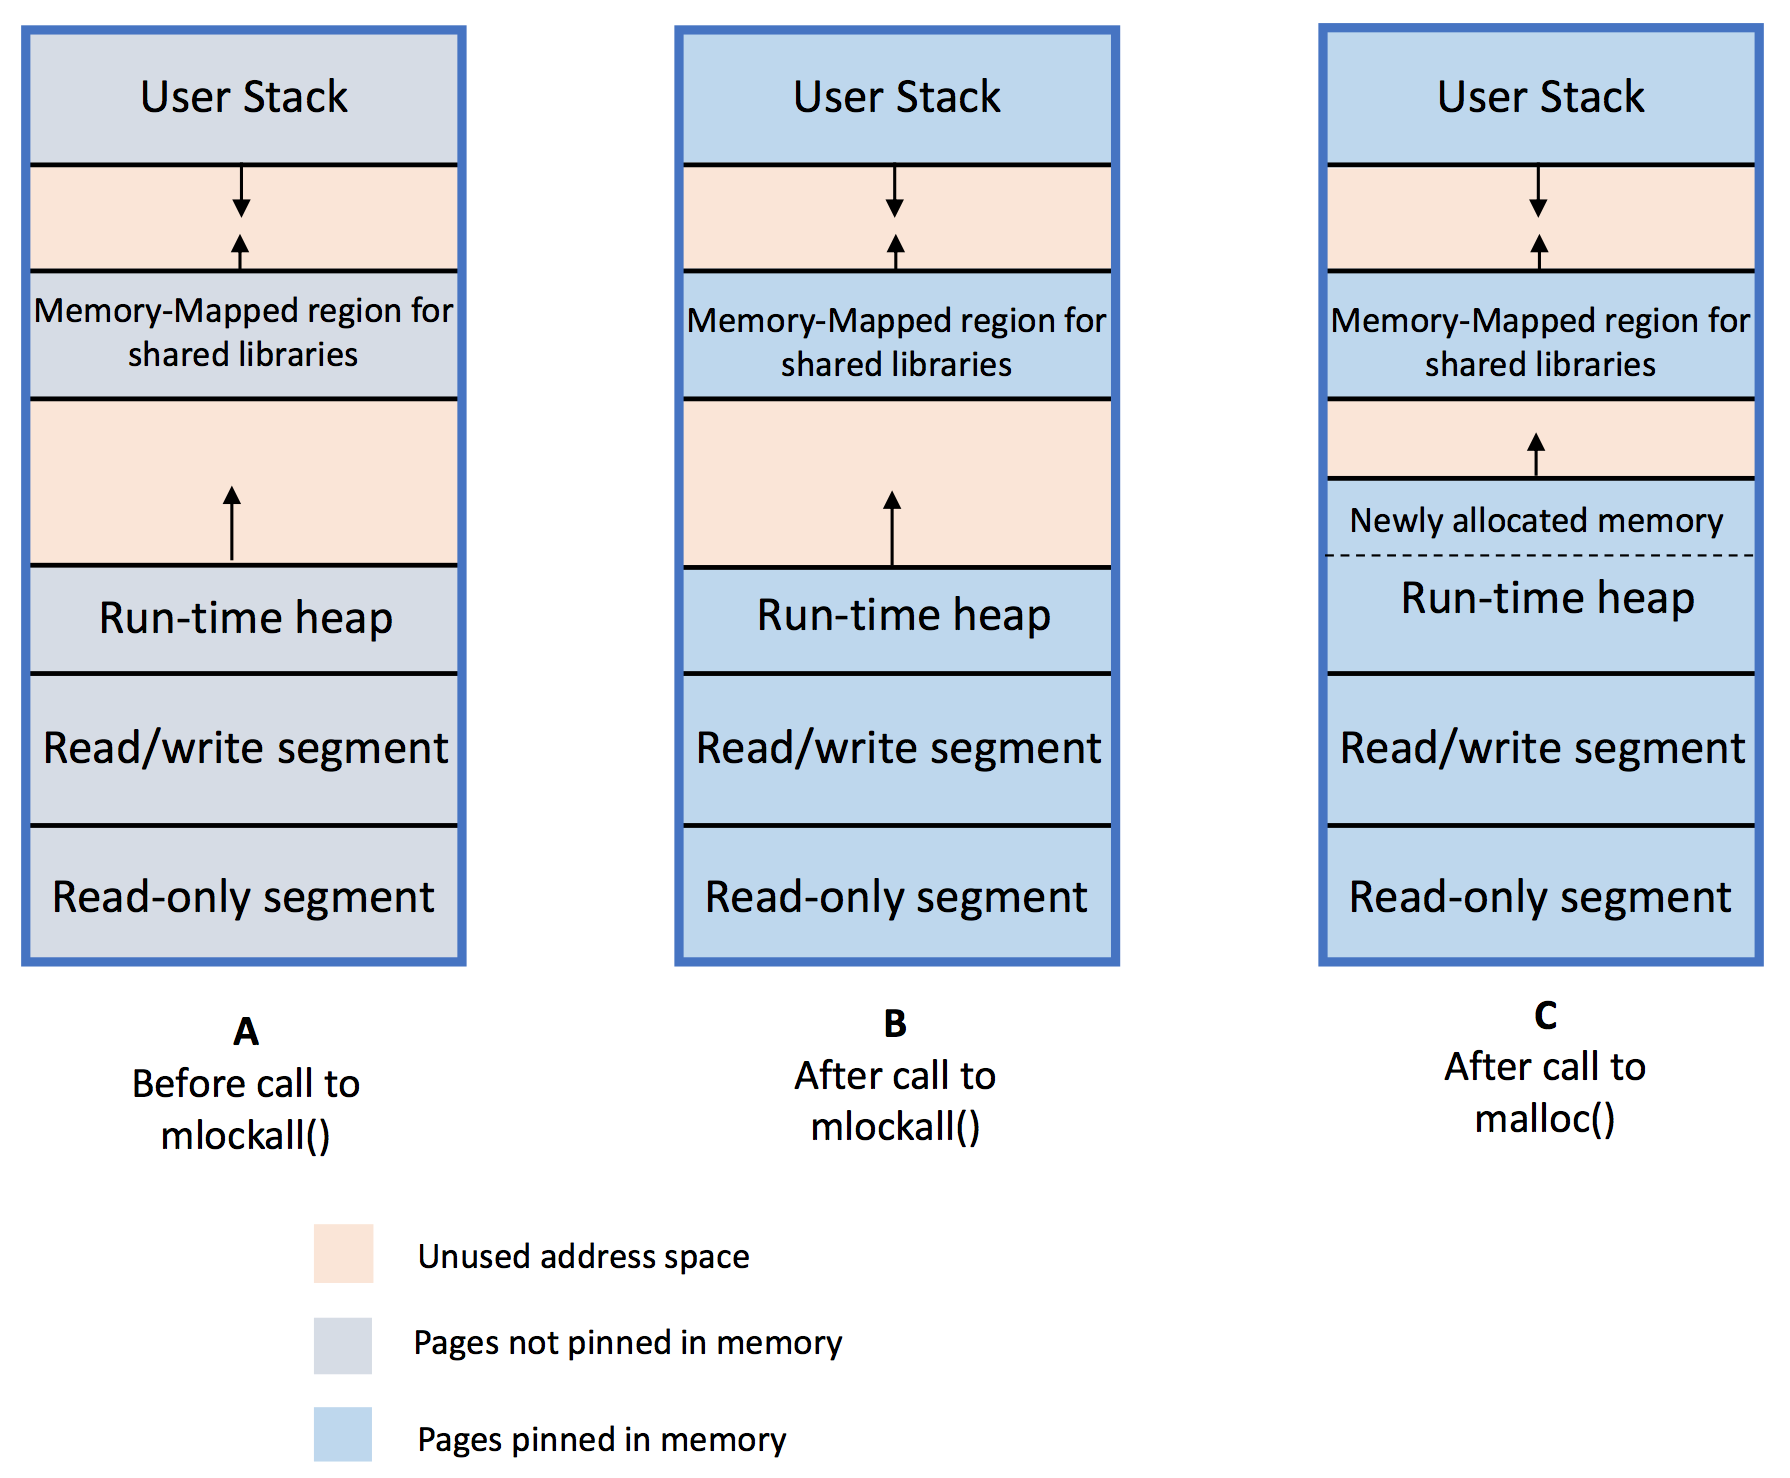 User Stack
Memory-Mapped region for
shared libraries
Run-time heap
Read/write segment
Read-only segment
A
Before call to
mlockall()
User Stack
Memory-Mapped region for
shared libraries
Run-time heap
Read/write segment
Read-only segment
B
After call to
mlockall()
User Stack
Memory-Mapped region for
shared libraries
Newly allocated memory
Run-time heap
Read/write segment
Read-only segment
C
After call to
malloc()
Unused address space
Pages not pinned in memory
Pages pinned in memory